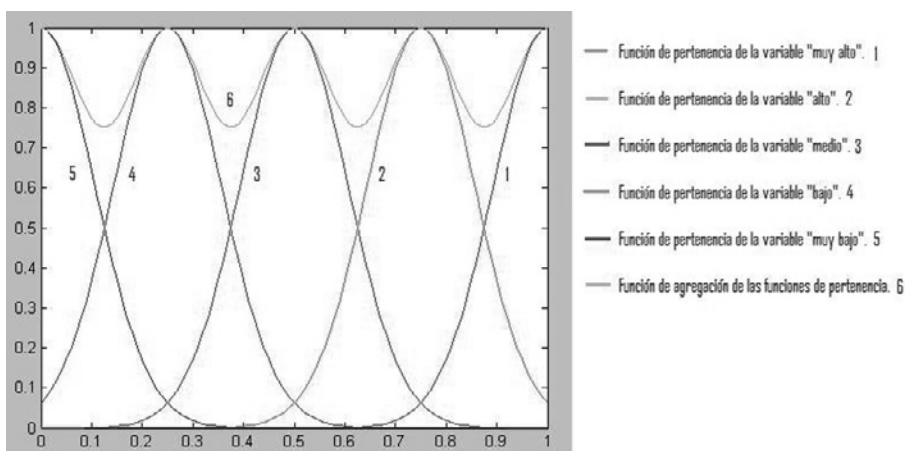 1
0.9
0.8
0.7
0.6
0.5
0.4
0.3
0.2
0.1
0
0 0.1 0.2 0.3 0.4 0.5 0.6 0.7 0.8 0.9 1
6
5 4 3 2 1
Función de pertenencia de la variable "muy alto". 1
Función de pertenencia de la variable "alto". 2
Función de pertenencia de la variable "medio". 3
Función de pertenencia de la variable "bajo". 4
Función de pertenencia de la variable "muy bajo". 5
Función de agregación de las funciones de pertenencia. 6